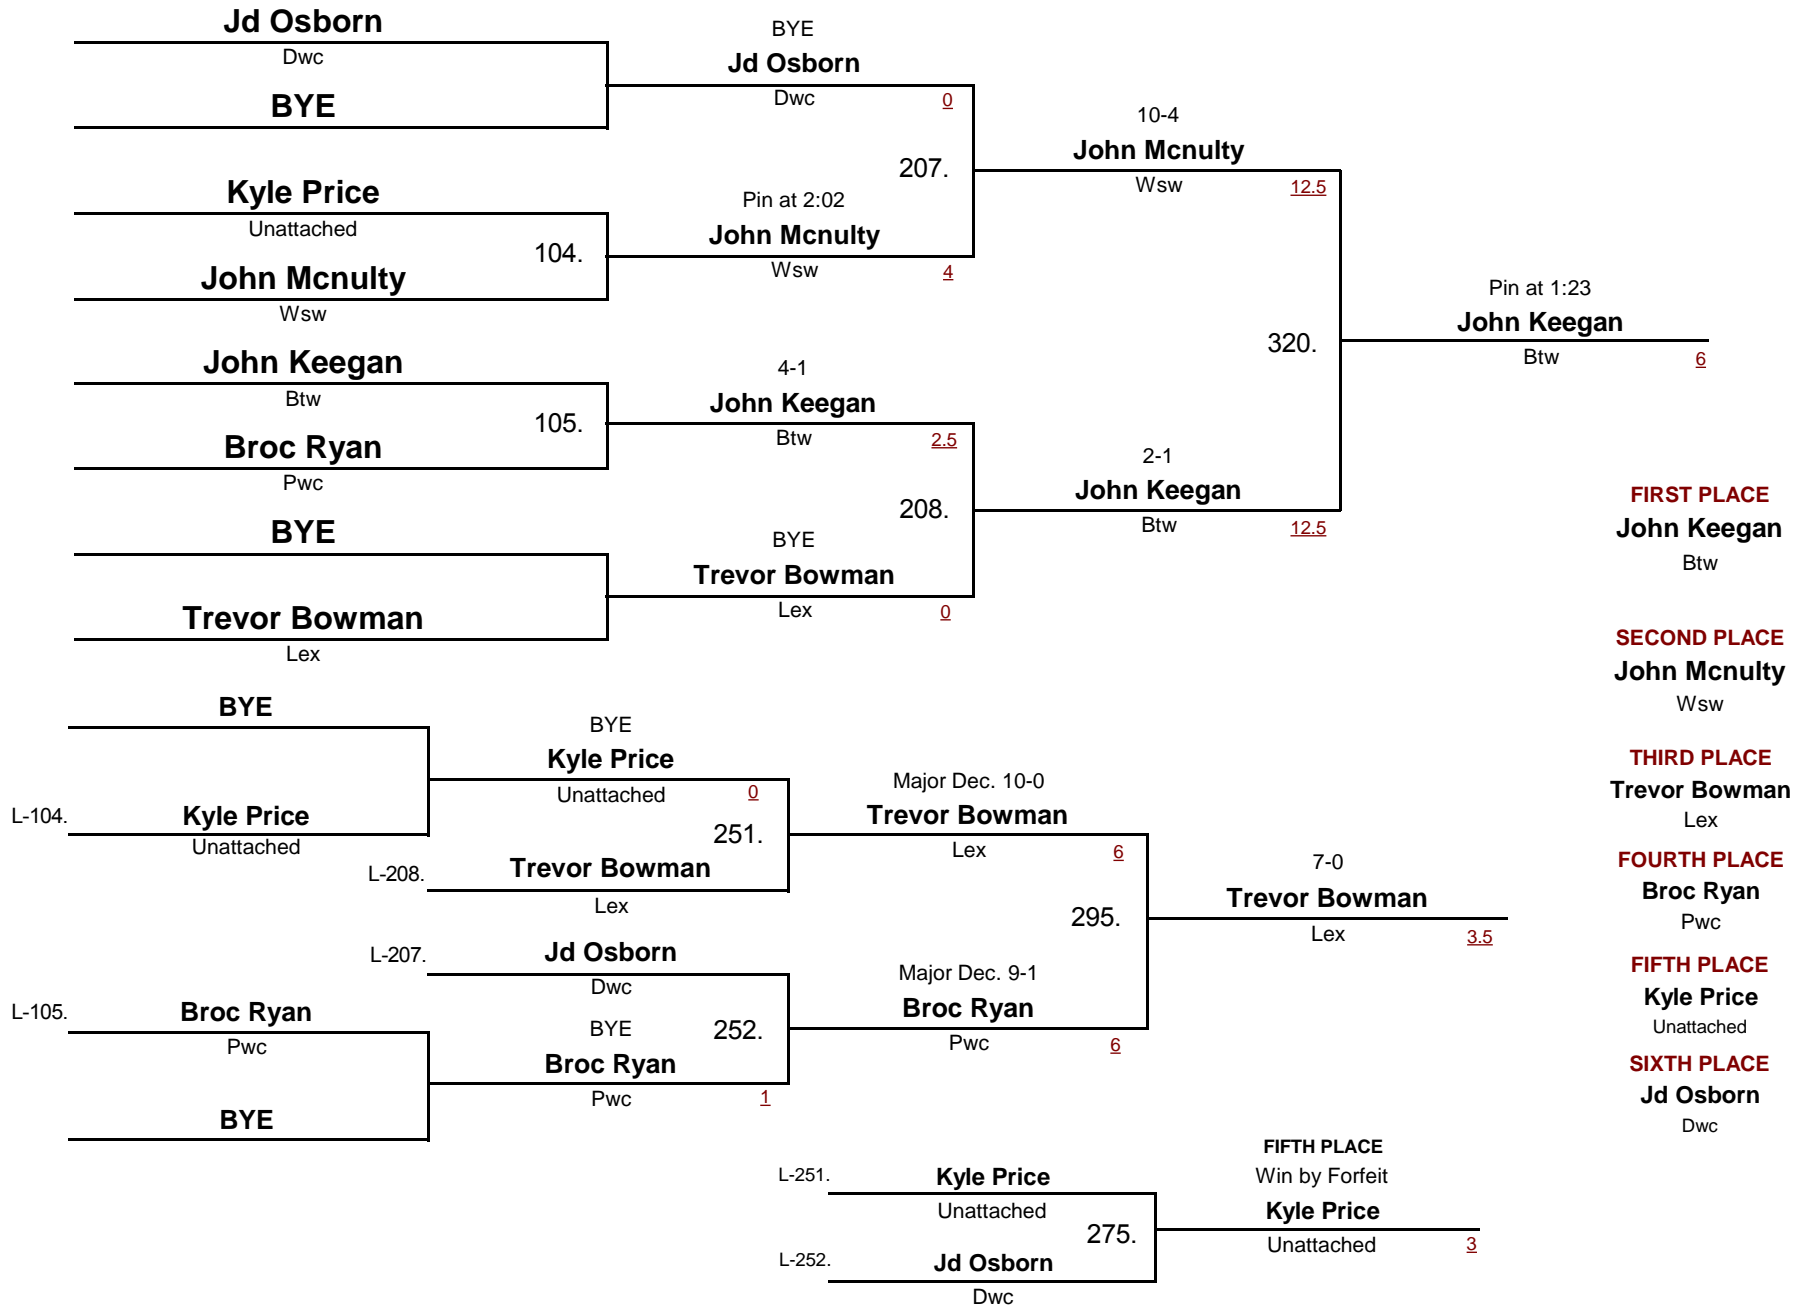 Jd Osborn
Dwc
BYE
Kyle Price
Unattached
104.
John Mcnulty
Wsw
John Keegan
Btw
105.
Broc Ryan
Pwc
BYE
Trevor Bowman
Lex
BYE
Jd Osborn
Dwc 0
207.
Pin at 2:02
John Mcnulty
Wsw 4
4-1
John Keegan
Btw 2.5
208.
BYE
Trevor Bowman
Lex 0
10-4
John Mcnulty
Wsw 12.5
320.
2-1
John Keegan
Btw 12.5
Pin at 1:23
John Keegan
Btw 6
FIRST PLACE
John Keegan
Btw
SECOND PLACE
John Mcnulty
Wsw
THIRD PLACE
Trevor Bowman
Lex
FOURTH PLACE
Broc Ryan
Pwc
FIFTH PLACE
Kyle Price
Unattached
SIXTH PLACE
Jd Osborn
Dwc
BYE
L-104. Kyle Price
Unattached
BYE
Kyle Price
Unattached 0
251.
L-208. Trevor Bowman
Lex
L-207. Jd Osborn
Dwc
L-105. Broc Ryan
Pwc
BYE
BYE
252.
Broc Ryan
Pwc 1
Major Dec. 10-0
Trevor Bowman
Lex 6
295.
Major Dec. 9-1
Broc Ryan
Pwc 6
7-0
Trevor Bowman
Lex 3.5
L-251. Kyle Price
Unattached
275.
L-252. Jd Osborn
Dwc
FIFTH PLACE
Win by Forfeit
Kyle Price
Unattached 3